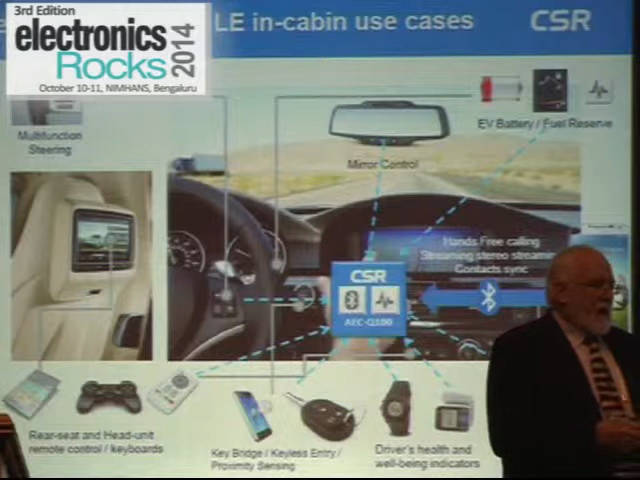 3rd Edition
electronics
Rocks 2014
October 10-11, NIMHANS, Bengaluru
LE in-cabin use cases
CSR
Multifunction
Steering
EV Battery / Fuel Reserve
Mirror Control
Hands Free calling
Streaming stereo
Contacts sync
CSR
AEC-Q100
Rear-seat and Head-unit
remote control / keyboards
Key Bridge / Keyless Entry /
Proximity Sensing
Driver's health and
well-being indicators